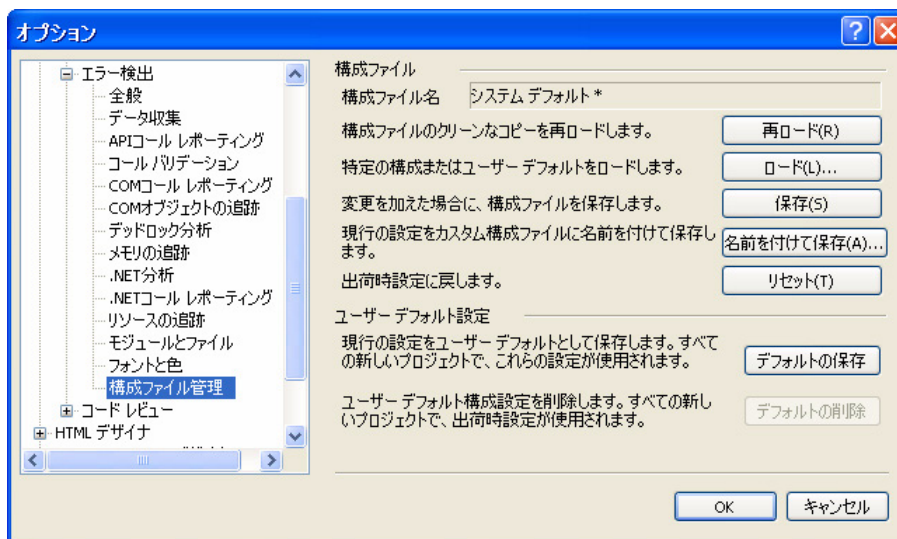 オプション
エラー検出
全般
データ収集
APIコール レポーティング
コール バリデーション
COMコール レポーティング
COMオブジェクトの追跡
デッドロック分析
メモリの追跡
.NET分析
.NETコール レポーティング
リソースの追跡
モジュールとファイル
フォントと色
構成ファイル管理
コード レビュー
HTML デザイナ
構成ファイル
構成ファイル名 システム デフォルト *
構成ファイルのクリーンなコピーを再ロードします。 再ロード(R)
特定の構成またはユーザー デフォルトをロードします。 ロード(L)...
変更を加えた場合に、構成ファイルを保存します。 保存(S)
現行の設定をカスタム構成ファイルに名前を付けて保存し
ます。
名前を付けて保存(A)...
出荷時設定に戻します。 リセット(T)
ユーザー デフォルト設定
現行の設定をユーザー デフォルトとして保存します。すべて
の新しいプロジェクトで、これらの設定が使用されます。
デフォルトの保存
ユーザー デフォルト構成設定を削除します。すべての新し
いプロジェクトで、出荷時設定が使用されます。
デフォルトの削除
OK キャンセル